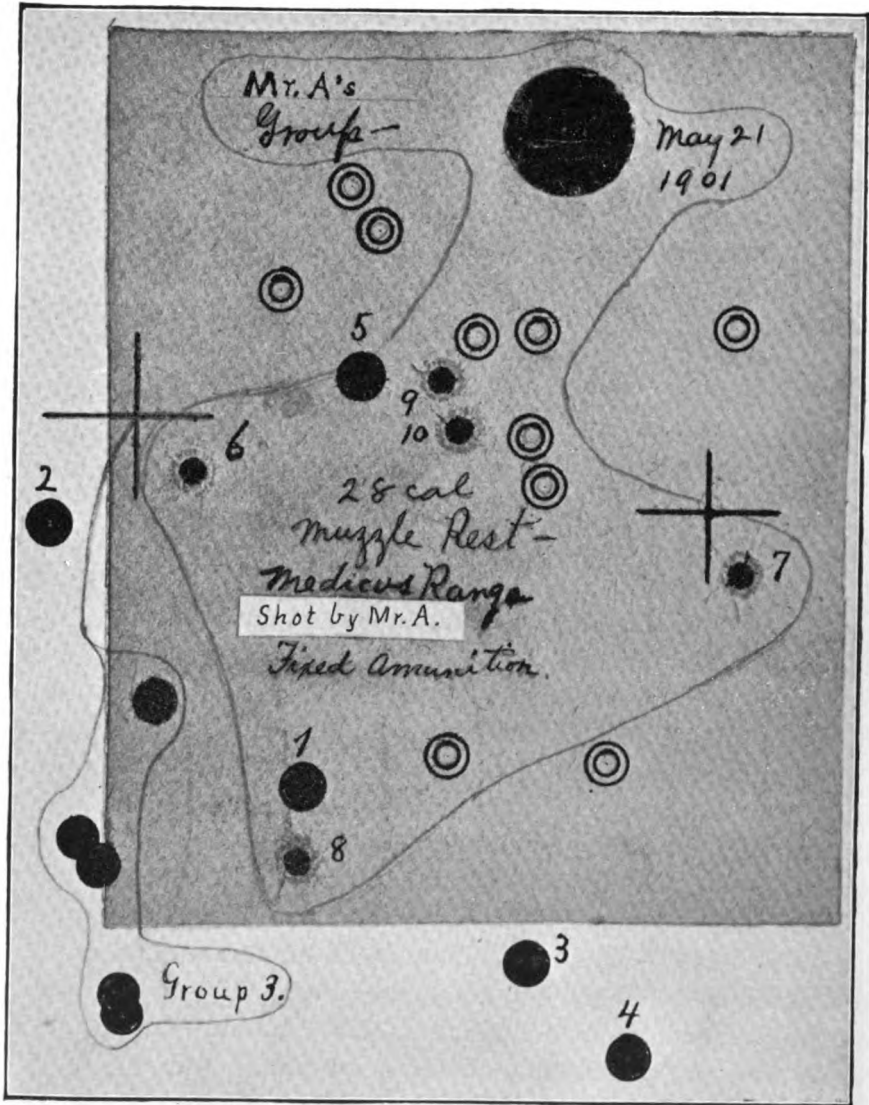 Mr. A's
Group—
May 21
1901
5
9
10
6
2
28 cal
Muzzle Rest—
Medicus Range
7
Shot by Mr. A.
Fixed Amunition.
1
8
3
Group 3.
4